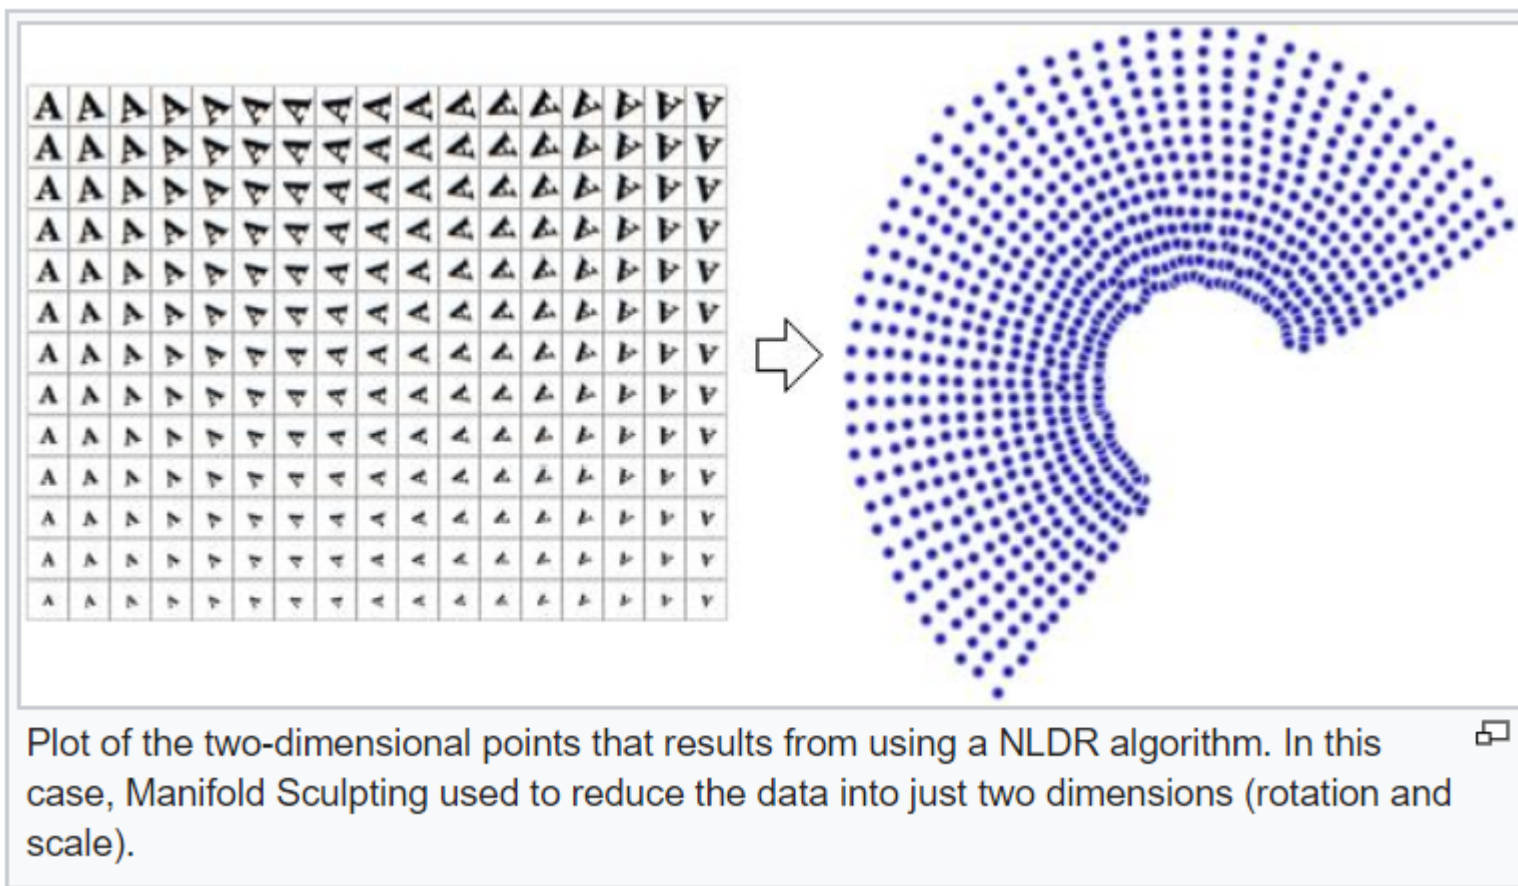 A A A A A A A A A A A A A A A A A
A A A A A A A A A A A A A A A A A
A A A A A A A A A A A A A A A A A
A A A A A A A A A A A A A A A A A
A A A A A A A A A A A A A A A A A
A A A A A A A A A A A A A A A A A
A A A A A A A A A A A A A A A A A
A A A A A A A A A A A A A A A A A
A A A A A A A A A A A A A A A A A
A A A A A A A A A A A A A A A A A
A A A A A A A A A A A A A A A A A
A A A A A A A A A A A A A A A A A
A A A A A A A A A A A A A A A A A
Plot of the two-dimensional points that results from using a NLDR algorithm. In this
case, Manifold Sculpting used to reduce the data into just two dimensions (rotation and
scale).